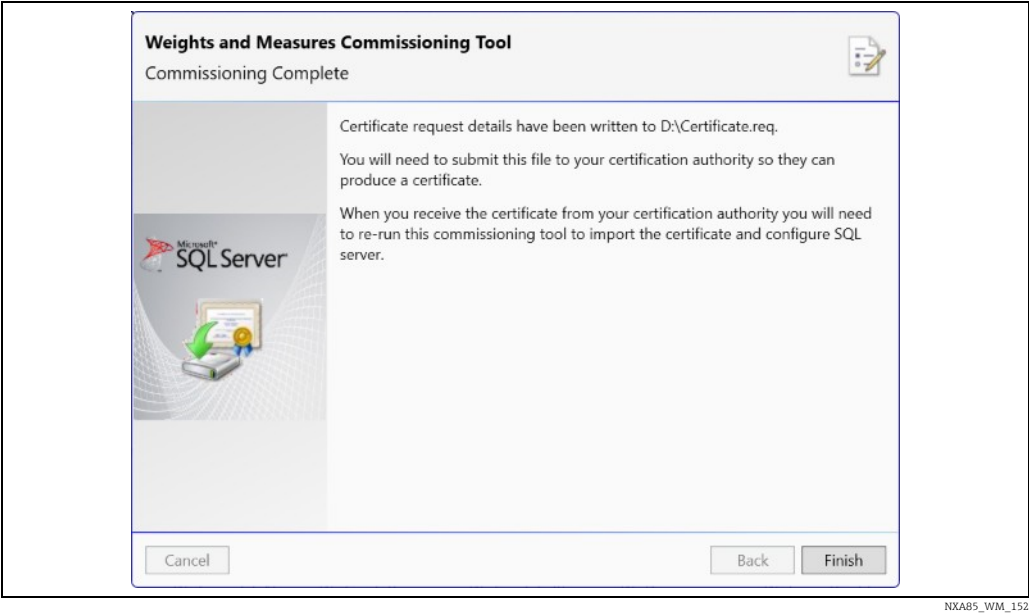 Weights and Measures Commissioning Tool
Commissioning Complete
Certificate request details have been written to D:\Certificate.req.
You will need to submit this file to your certification authority so they can
produce a certificate.
When you receive the certificate from your certification authority you will need
to re-run this commissioning tool to import the certificate and configure SQL
server.
Microsoft®
SQL Server
Cancel
Back
Finish
NXA85_WM_152